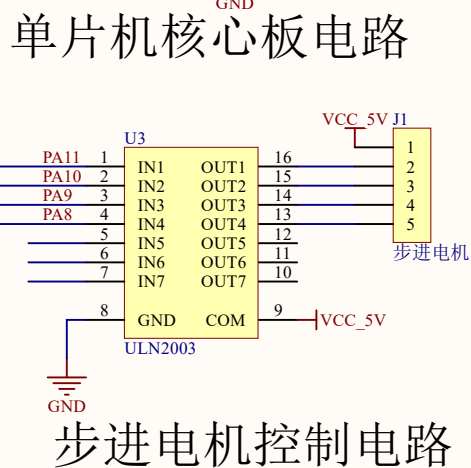 GND
单片机核心板电路
VCC_5V J1
U3
PA11 1 IN1 OUT1 16 1
PA10 2 IN2 OUT2 15 2
PA9 3 IN3 OUT3 14 3
PA8 4 IN4 OUT4 13 4
5 IN5 OUT5 12 5
6 IN6 OUT6 11
7 IN7 OUT7 10
步进电机
8 GND COM 9 VCC_5V
ULN2003
GND
步进电机控制电路